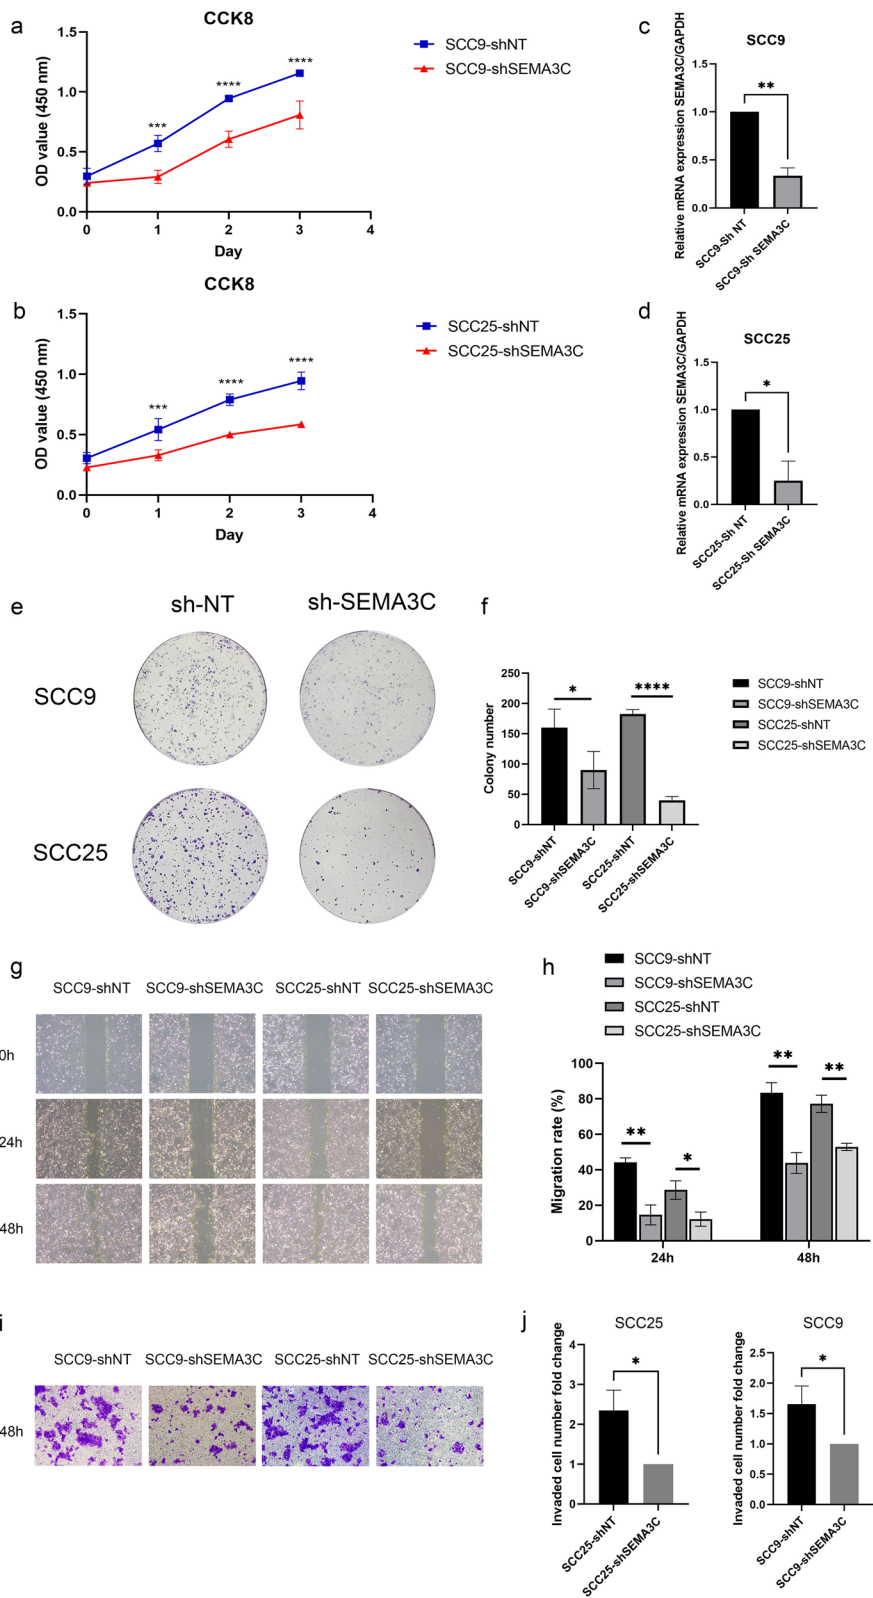 a
CCK8
OD value (450 nm)
1.5
1.0
0.5
0.0
***
****
****
0
1
2
3
4
Day
SCC9-shNT
SCC9-shSEMA3C
c
SCC9
Relative mRNA expression SEMA3C/GAPDH
1.5
1.0
0.5
0.0
**
SCC9-Sh NT
SCC9-Sh SEMA3C
b
CCK8
OD value (450 nm)
1.5
1.0
0.5
0.0
***
****
****
0
1
2
3
4
Day
SCC25-shNT
SCC25-shSEMA3C
d
SCC25
Relative mRNA expression SEMA3C/GAPDH
1.5
1.0
0.5
0.0
*
SCC25-Sh NT
SCC25-Sh SEMA3C
e
sh-NT
sh-SEMA3C
SCC9
SCC25
f
Colony number
250
200
150
100
50
0
*
****
SCC9-shNT
SCC9-shSEMA3C
SCC25-shNT
SCC25-shSEMA3C
SCC9-shNT
SCC9-shSEMA3C
SCC25-shNT
SCC25-shSEMA3C
g
SCC9-shNT
SCC9-shSEMA3C
SCC25-shNT
SCC25-shSEMA3C
0h
24h
48h
h
SCC9-shNT
SCC9-shSEMA3C
SCC25-shNT
SCC25-shSEMA3C
Migration rate (%)
100
80
60
40
20
0
**
*
**
**
24h
48h
i
SCC9-shNT
SCC9-shSEMA3C
SCC25-shNT
SCC25-shSEMA3C
48h
j
SCC25
Invaded cell number fold change
4
3
2
1
0
*
SCC25-shNT
SCC25-shSEMA3C
SCC9
Invaded cell number fold change
2.5
2.0
1.5
1.0
0.5
0.0
*
SCC9-shNT
SCC9-shSEMA3C